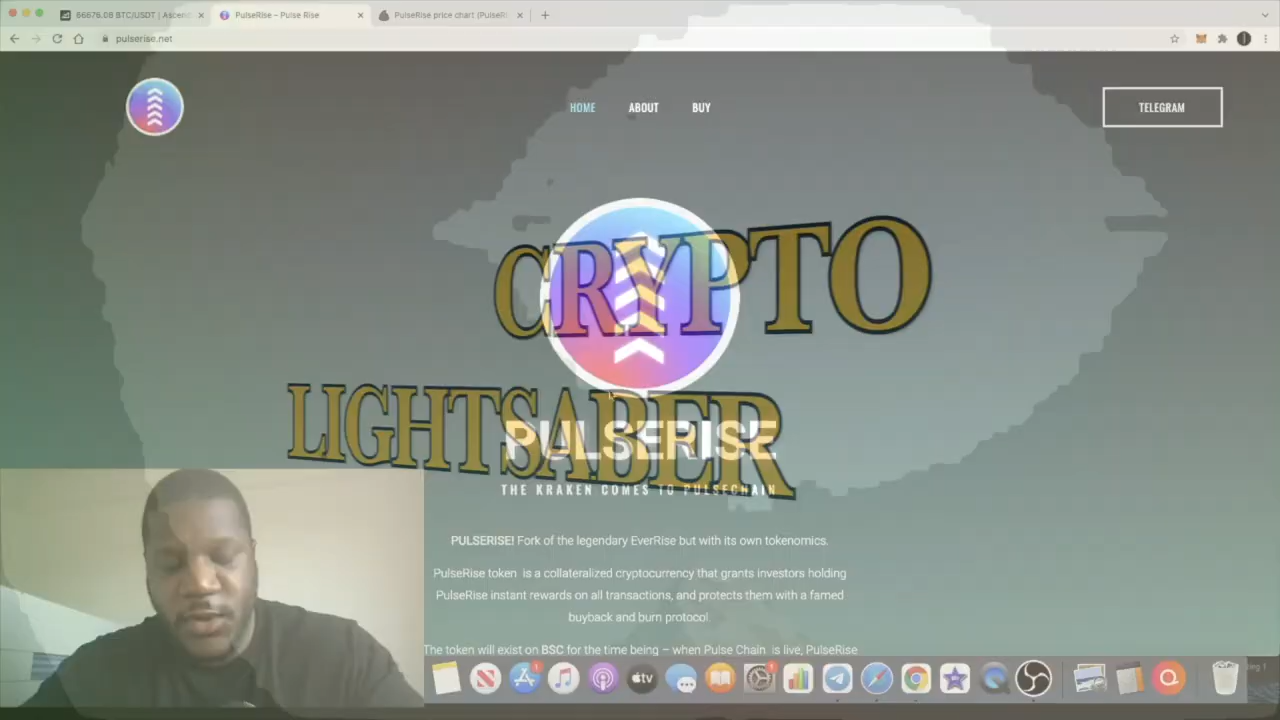 66676.08 BTC/USDT | Ascend
PulseRise – Pulse Rise
PulseRise price chart (PulseR
pulserise.net
HOME
ABOUT
BUY
TELEGRAM
CRYPTO
LIGHTSABER
PULSERISE
THE KRAKEN COMES TO PULSECHAIN
PULSERISE! Fork of the legendary EverRise but with its own tokenomics.
PulseRise token is a collateralized cryptocurrency that grants investors holding
PulseRise instant rewards on all transactions, and protects them with a famed
buyback and burn protocol.
The token will exist on BSC for the time being – when Pulse Chain is live, PulseRise
tv